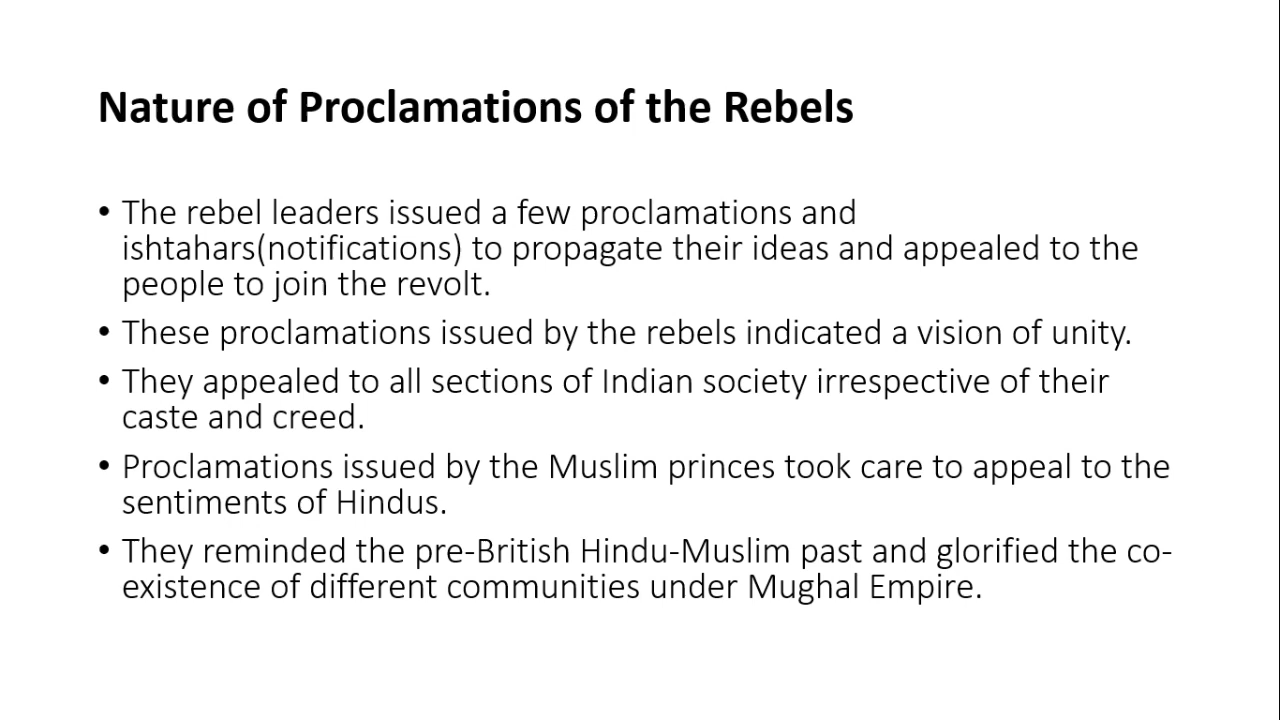 Nature of Proclamations of the Rebels
• The rebel leaders issued a few proclamations and
ishtahars(notifications) to propagate their ideas and appealed to the
people to join the revolt.
• These proclamations issued by the rebels indicated a vision of unity.
• They appealed to all sections of Indian society irrespective of their
caste and creed.
• Proclamations issued by the Muslim princes took care to appeal to the
sentiments of Hindus.
• They reminded the pre-British Hindu-Muslim past and glorified the co-
existence of different communities under Mughal Empire.